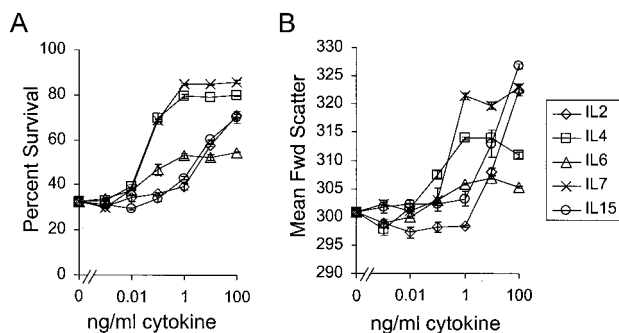 A
Percent Survival
100
80
60
40
20
0
0
0.01
1
100
ng/ml cytokine
B
Mean Fwd Scatter
330
325
320
315
310
305
300
295
290
0
0.01
1
100
ng/ml cytokine
IL2
IL4
IL6
IL7
IL15